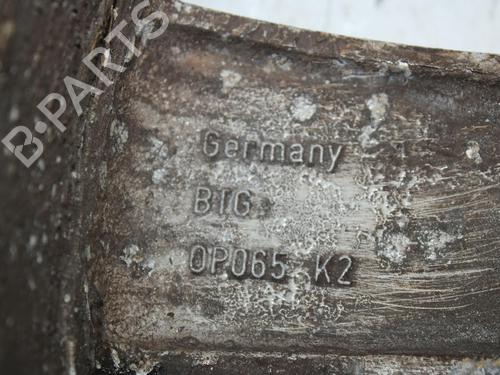 B-PARTS
Germany
BTG
0P065 K2